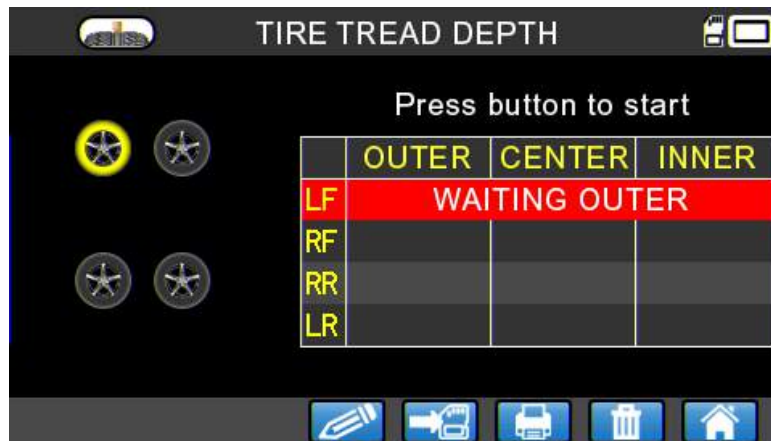 TIRE TREAD DEPTH
Press button to start
OUTER CENTER INNER
LF WAITING OUTER
RF
RR
LR